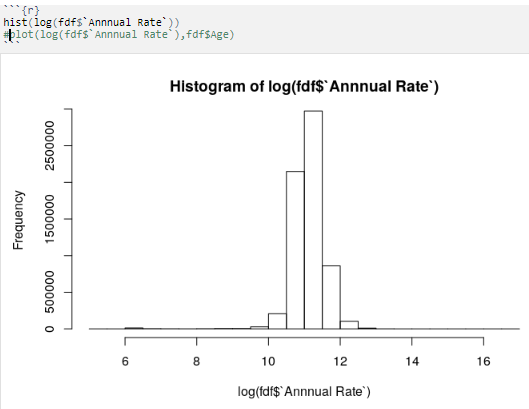 ```{r}
hist(log(fdf$`Annnual Rate`))
#plot(log(fdf$`Annnual Rate`),fdf$Age)
```
Histogram of log(fdf$`Annnual Rate`)
Frequency
0 500000 1500000 2500000
6 8 10 12 14 16
log(fdf$`Annnual Rate`)